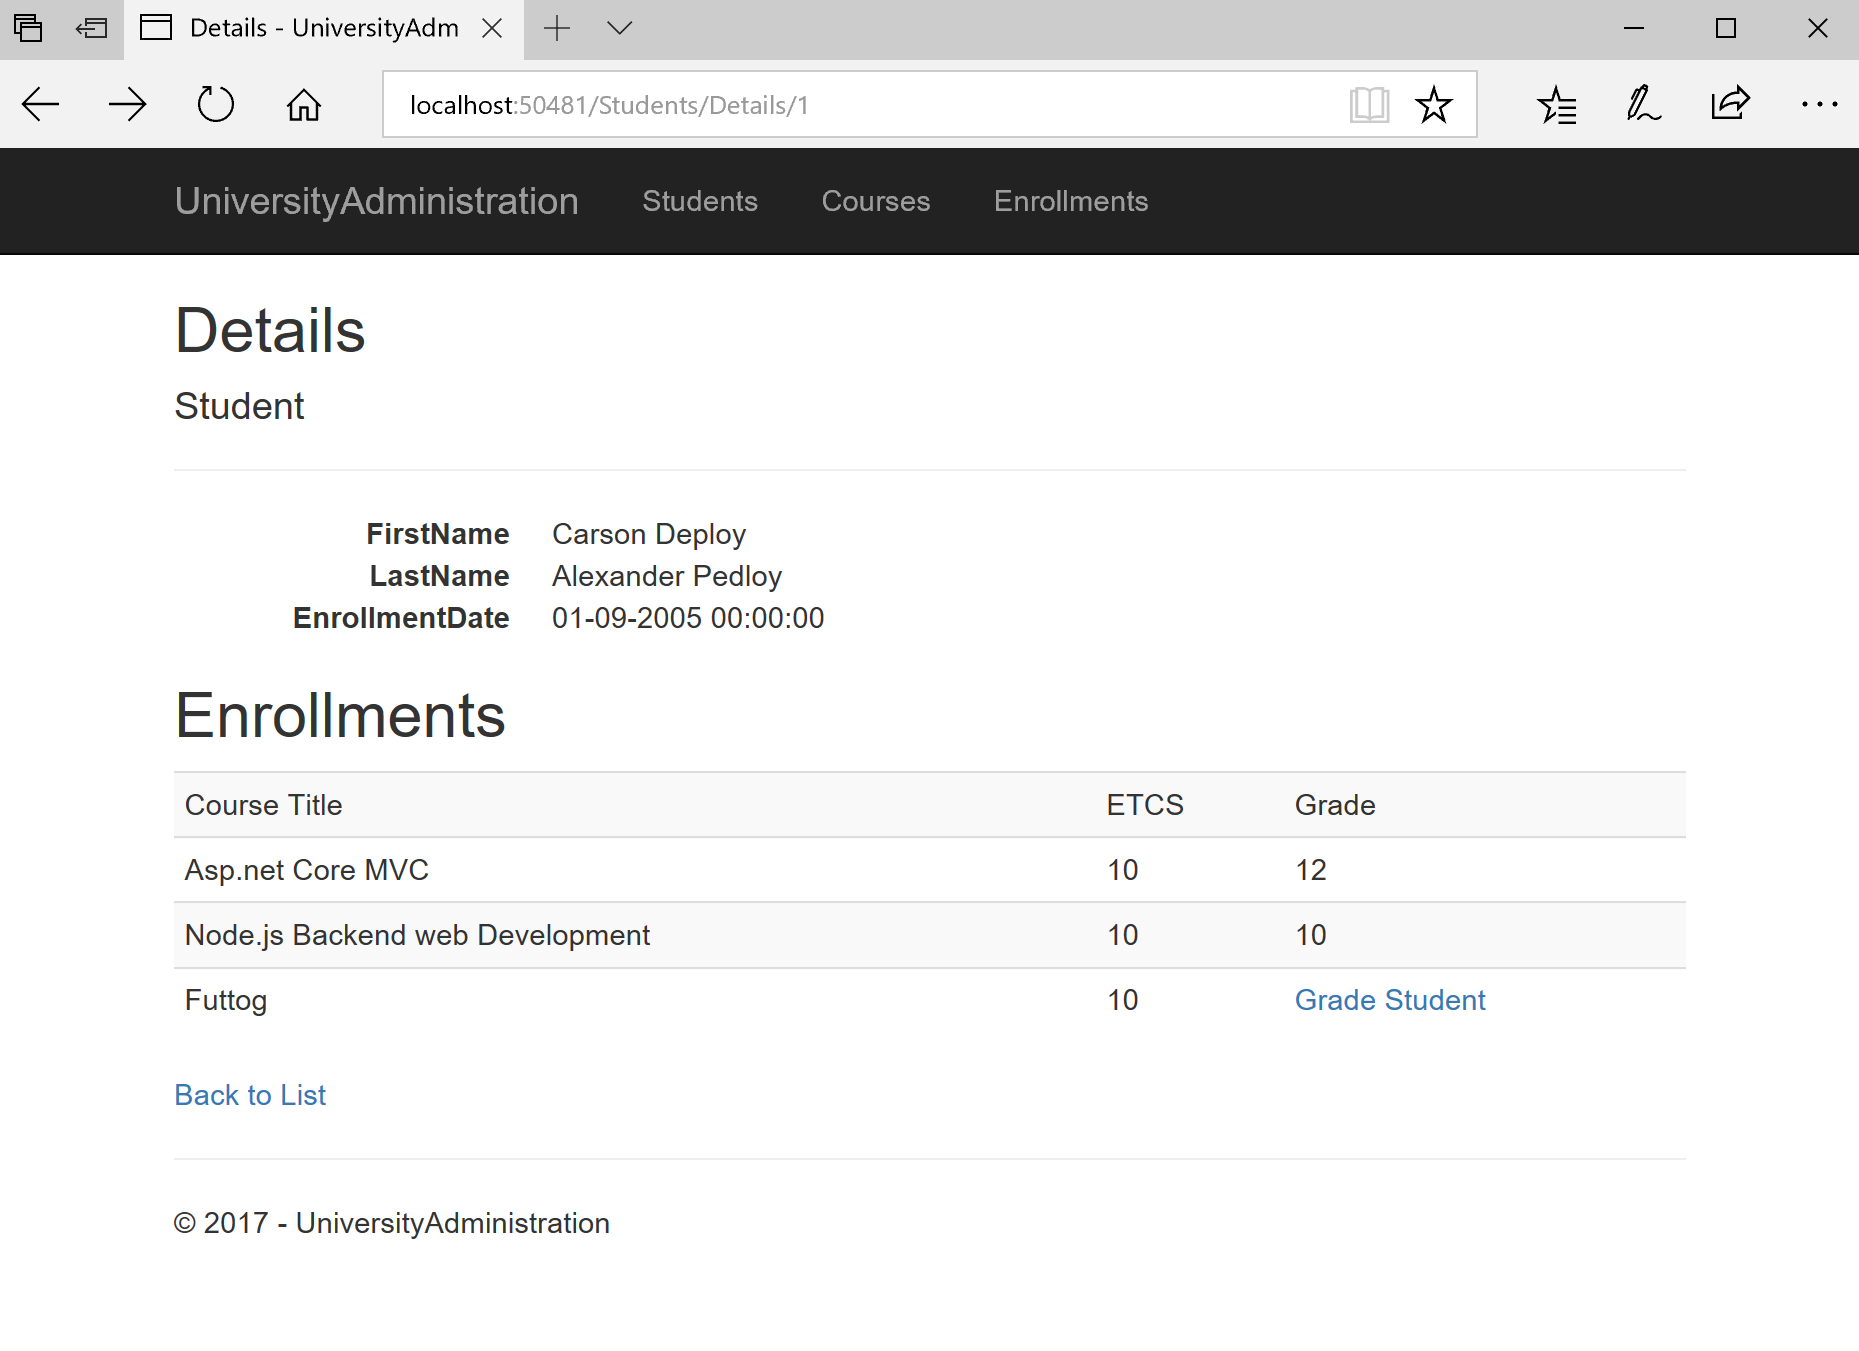 Details - UniversityAdm
localhost:50481/Students/Details/1
UniversityAdministration Students Courses Enrollments
Details
Student
FirstName Carson Deploy
LastName Alexander Pedloy
EnrollmentDate 01-09-2005 00:00:00
Enrollments
Course Title ETCS Grade
Asp.net Core MVC 10 12
Node.js Backend web Development 10 10
Futtog 10 Grade Student
Back to List
© 2017 - UniversityAdministration